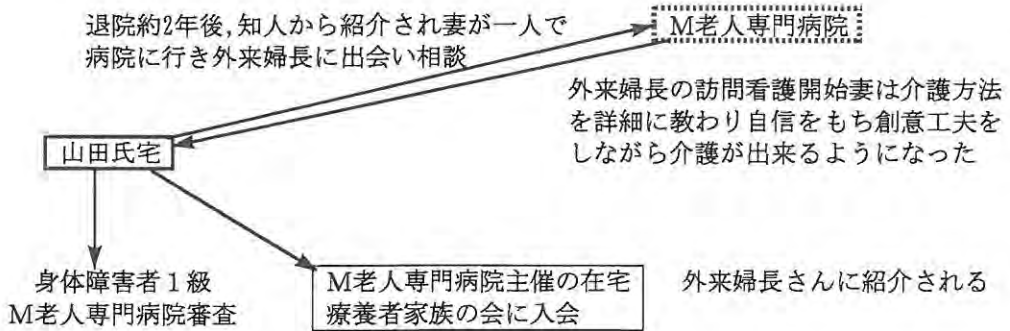 退院約2年後,知人から紹介され妻が一人で
病院に行き外来婦長に出会い相談
M老人専門病院
外来婦長の訪問看護開始妻は介護方法
を詳細に教わり自信をもち創意工夫を
しながら介護が出来るようになった
山田氏宅
身体障害者1級
M老人専門病院審査
M老人専門病院主催の在宅
療養者家族の会に入会
外来婦長さんに紹介される